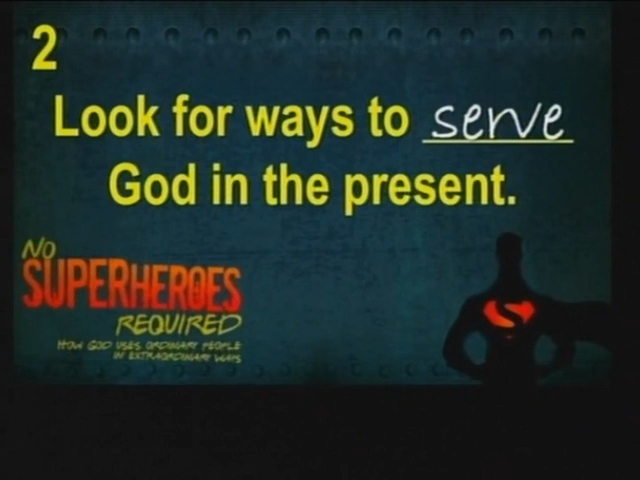 2
Look for ways to serve
God in the present.
NO
SUPERHEROES
REQUIRED
HOW GOD USES ORDINARY PEOPLE
IN EXTRAORDINARY WAYS
S